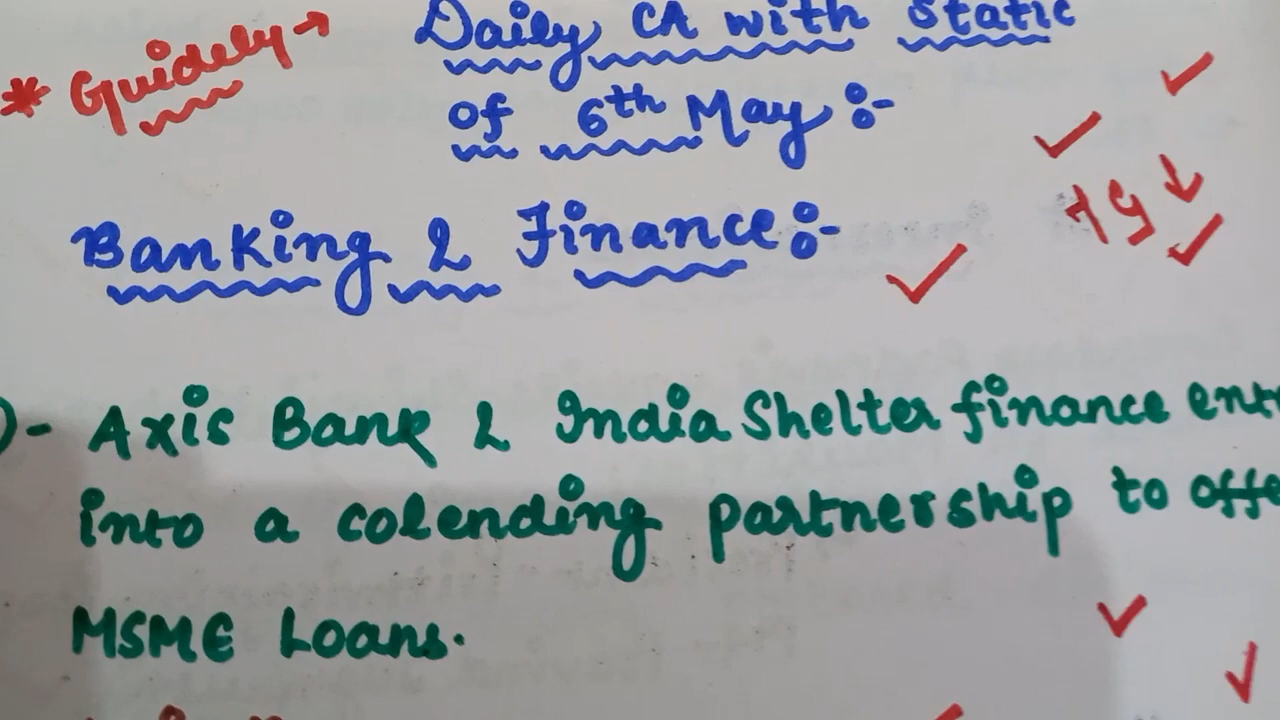 * Guidely → Daily CA with Static
of 6th May :-
Banking & Finance :-
)- Axis Bank & India Shelter finance
into a colending partnership to
MSME Loans.